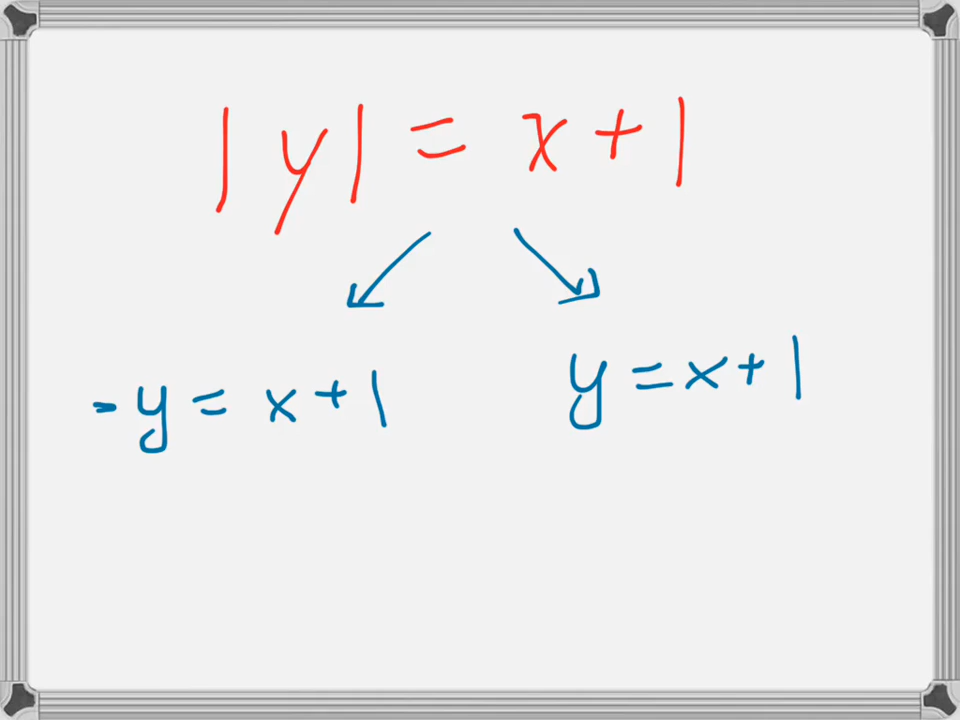 |y| = x+1
-y = x+1
y = x+1